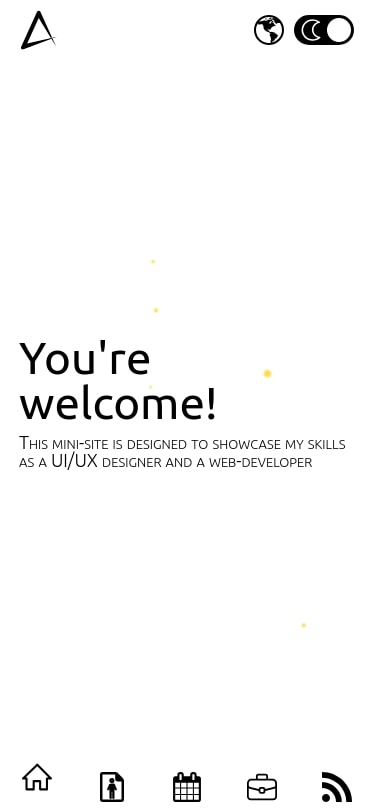 You're
welcome!
This mini-site is designed to showcase my skills
as a UI/UX designer and a web-developer